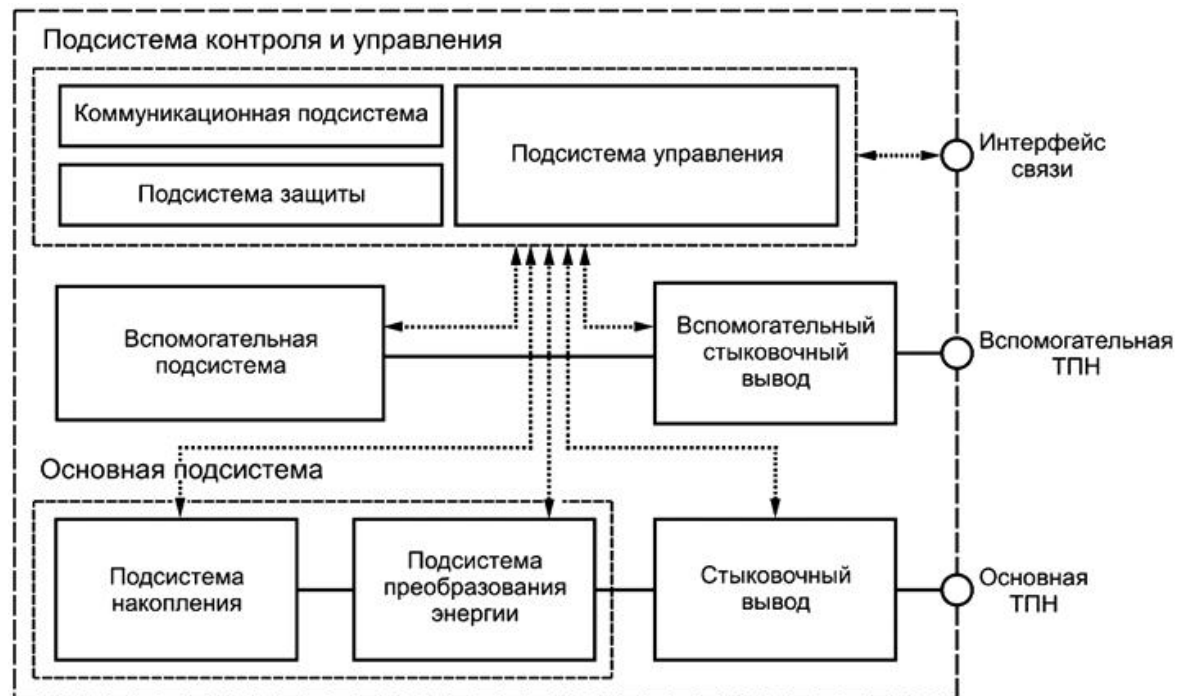 Подсистема контроля и управления
Коммуникационная подсистема
Подсистема управления
Подсистема защиты
Интерфейс
связи
Вспомогательная
подсистема
Вспомогательный
стыковочный
вывод
Вспомогательная
ТПН
Основная подсистема
Подсистема
накопления
Подсистема
преобразования
энергии
Стыковочный
вывод
Основная
ТПН